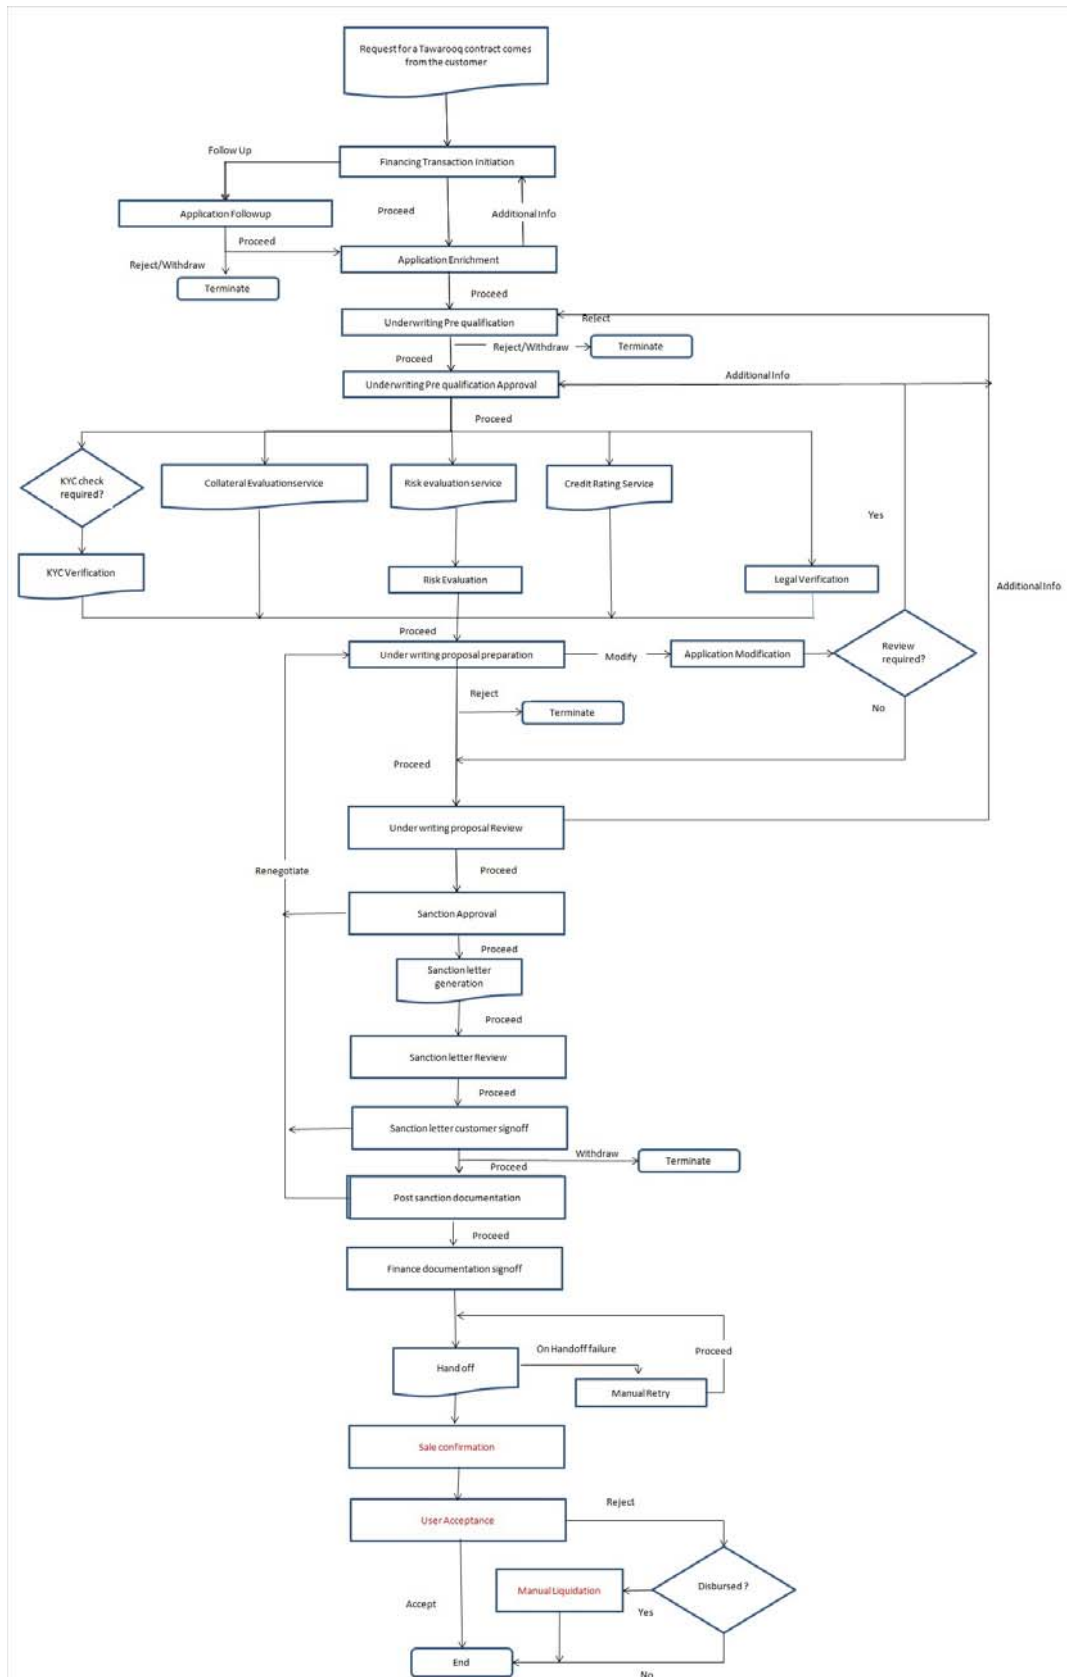 Request for a Tawarooq contract comes
from the customer
Follow Up
Financing Transaction Initiation
Proceed
Additional Info
Application Followup
Proceed
Application Enrichment
Reject/Withdraw
Terminate
Proceed
Underwriting Pre qualification
Reject
Reject/Withdraw
Terminate
Proceed
Additional Info
Underwriting Pre qualification Approval
Proceed
KYC check
required?
Collateral Evaluation service
Risk evaluation service
Credit Rating Service
Yes
KYC Verification
Risk Evaluation
Legal Verification
Additional Info
Proceed
Under writing proposal preparation
Modify
Application Modification
Review
required?
Reject
Terminate
No
Proceed
Under writing proposal Review
Renegotiate
Proceed
Sanction Approval
Proceed
Sanction letter
generation
Proceed
Sanction letter Review
Proceed
Sanction letter customer signoff
Withdraw
Terminate
Proceed
Post sanction documentation
Proceed
Finance documentation signoff
On Handoff failure
Proceed
Hand off
Manual Retry
Sale confirmation
Reject
User Acceptance
Disbursed ?
Manual Liquidation
Yes
Accept
End
No